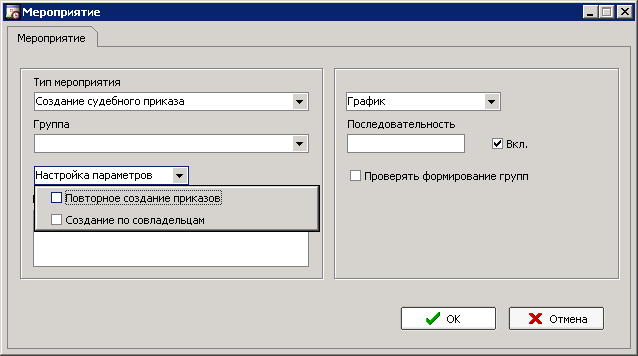 Мероприятие
Мероприятие
Тип мероприятия
Создание судебного приказа
Группа
Настройка параметров
Повторное создание приказов
Создание по совладельцам
График
Последовательность
Вкл.
Проверять формирование групп
OK
Отмена